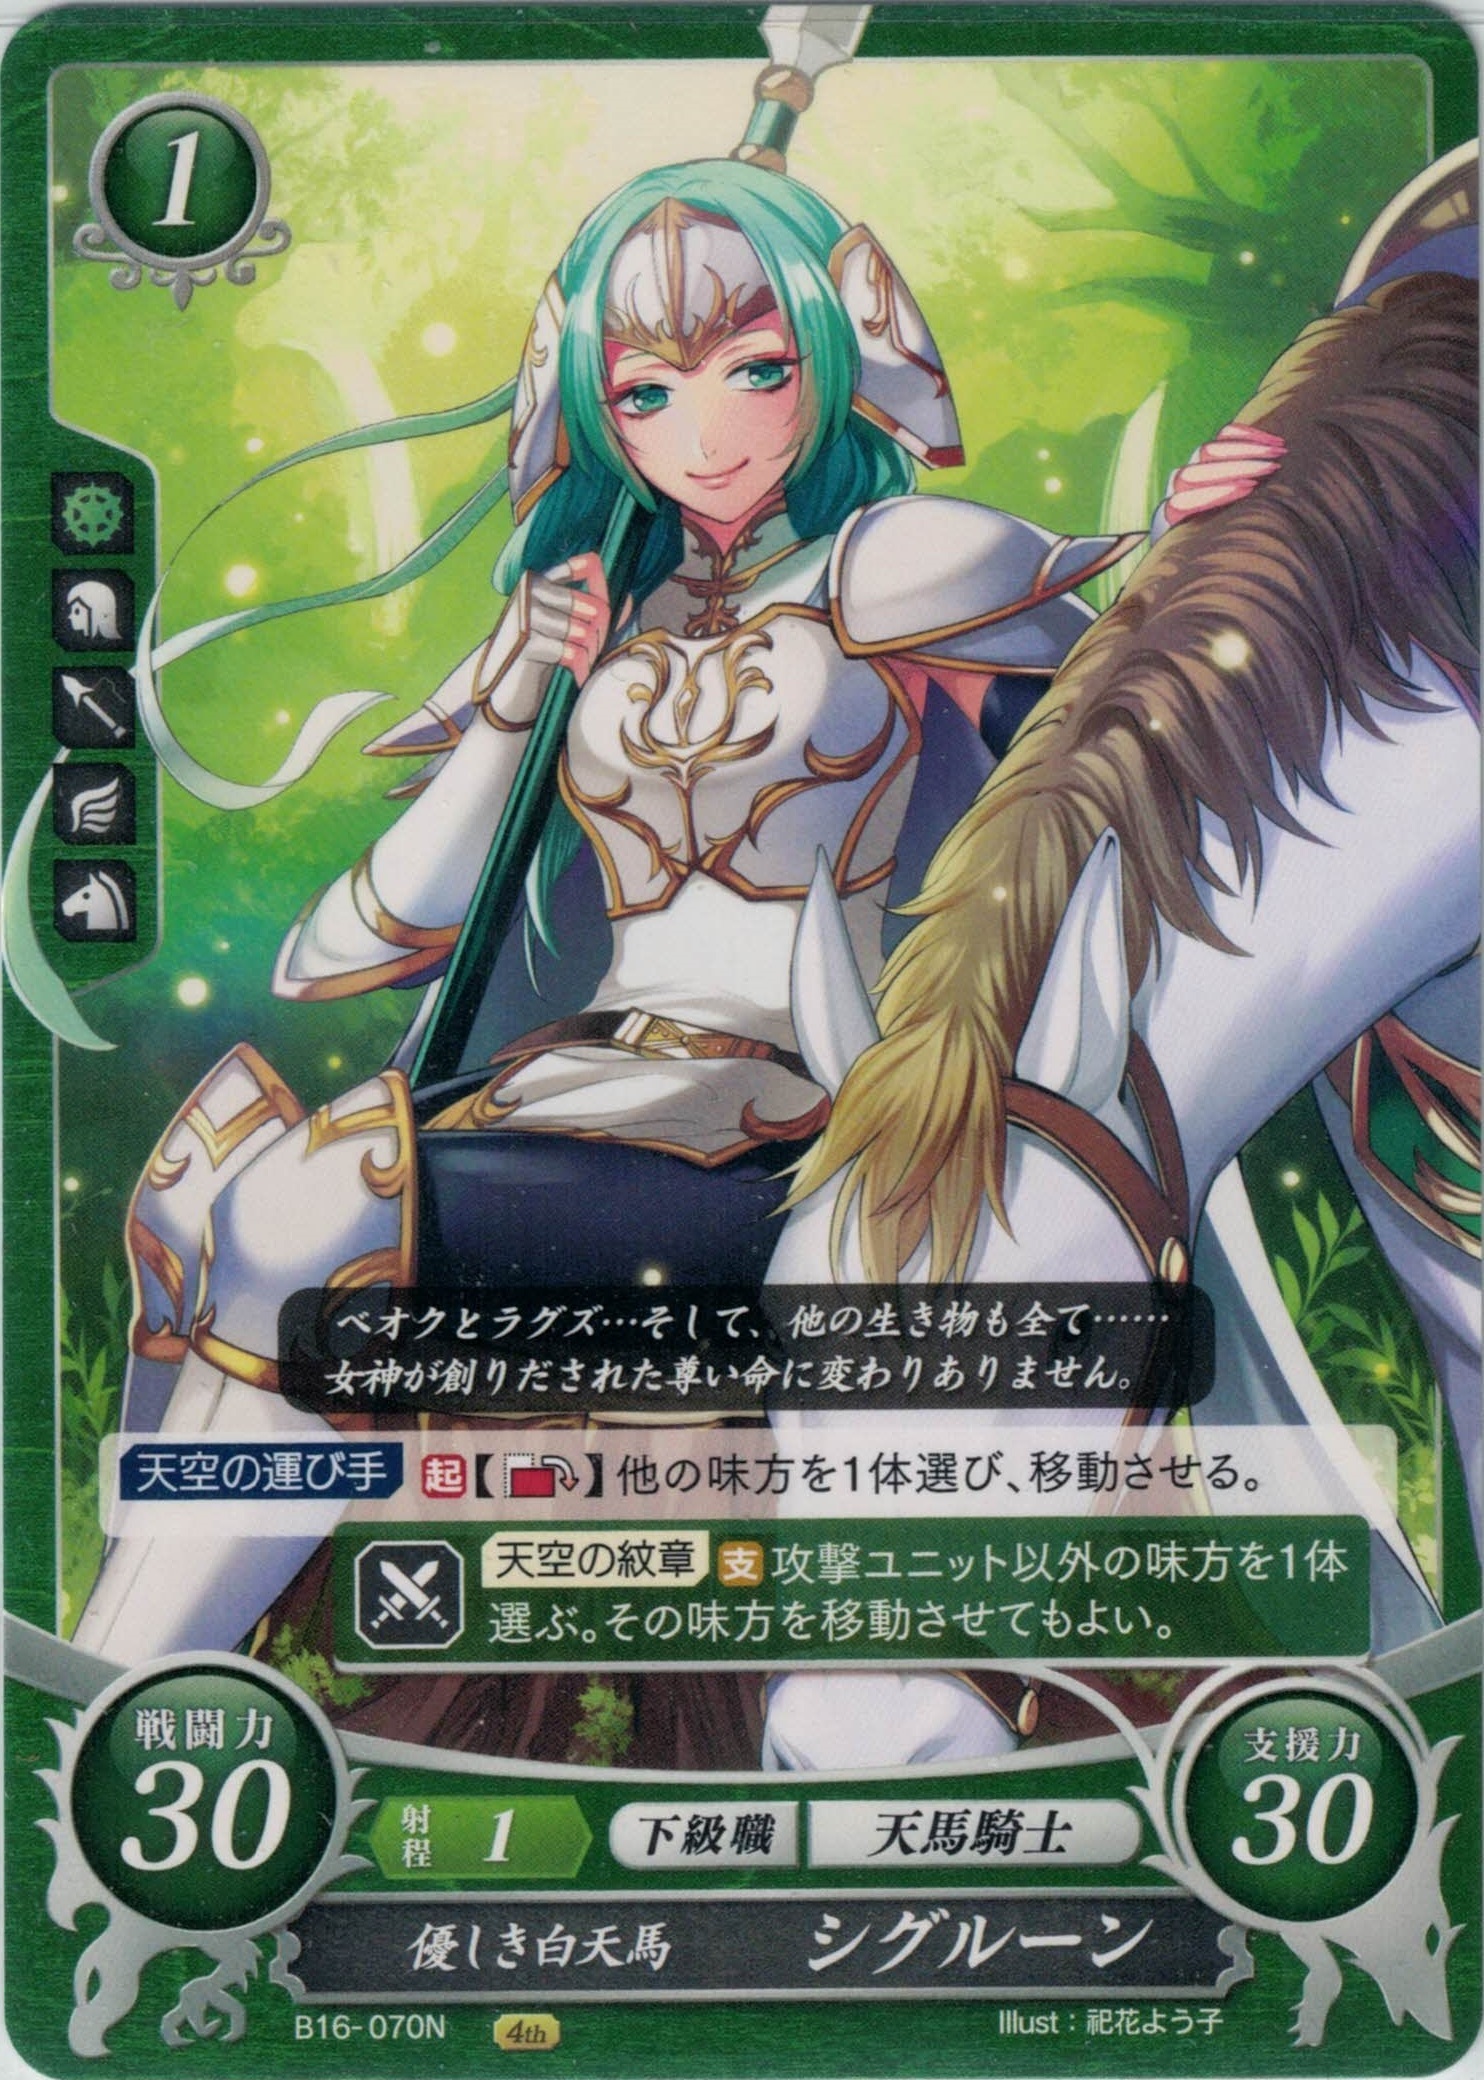 1
ベオクとラグズ…そして、他の生き物も全て……
女神が創りだされた尊い命に変わりありません。
天空の運び手 起【】他の味方を1体選び、移動させる。
天空の紋章 支 攻撃ユニット以外の味方を1体
選ぶ。その味方を移動させてもよい。
戦闘力
30
射程 1
下級職 天馬騎士
支援力
30
優しき白天馬 シグルーン
B16-070N 4th Illust：祀花よう子